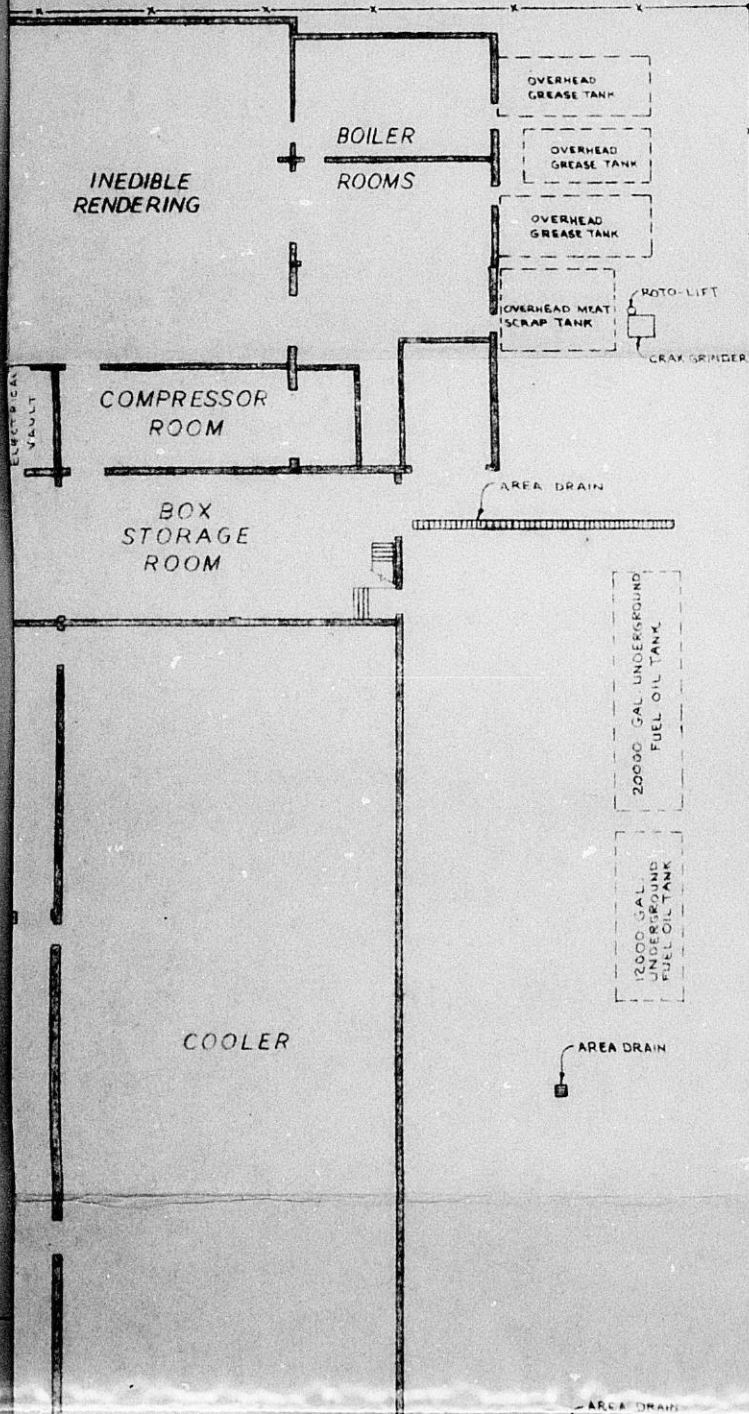 OVERHEAD
GREASE TANK
BOILER
ROOMS
OVERHEAD
GREASE TANK
INEDIBLE
RENDERING
OVERHEAD
GREASE TANK
ROTO-LIFT
OVERHEAD MEAT
SCRAP TANK
CRAX GRINDER
ELECTRICAL
VAULT
COMPRESSOR
ROOM
AREA DRAIN
BOX
STORAGE
ROOM
20000 GAL. UNDERGROUND
FUEL OIL TANK
12000 GAL.
UNDERGROUND
FUEL OIL TANK
COOLER
AREA DRAIN
AREA DRAIN